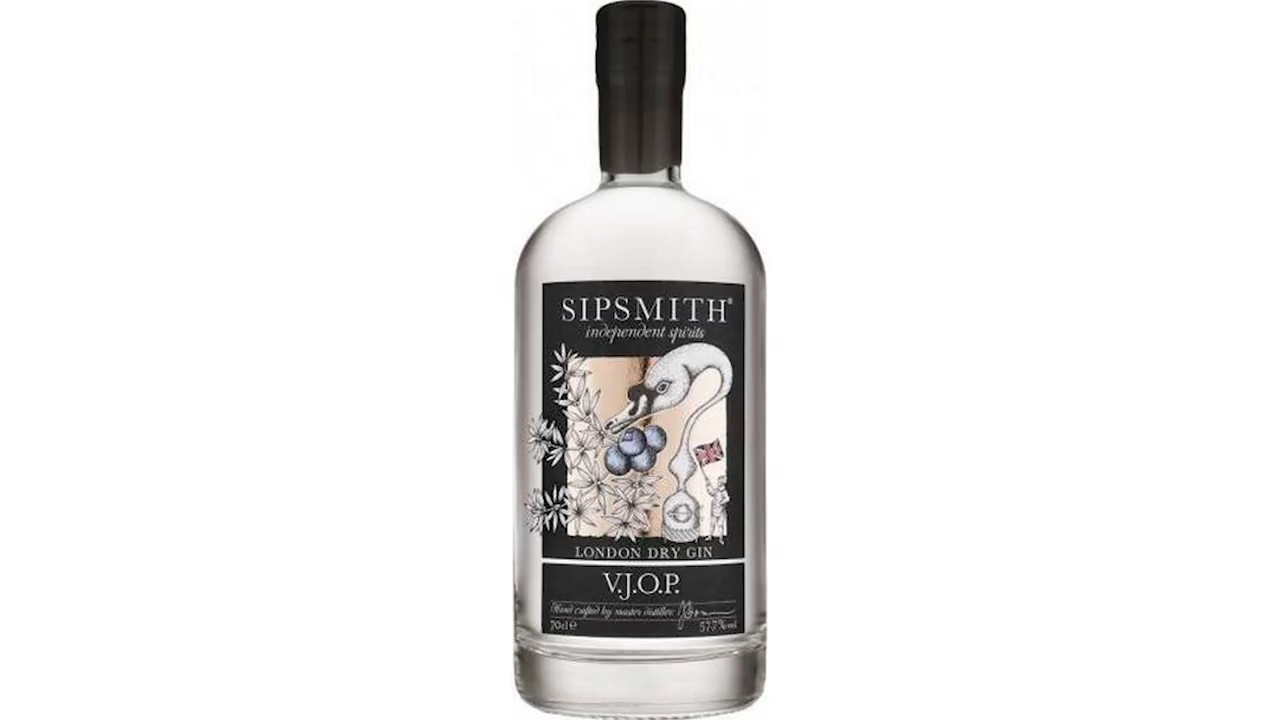 SIPSMITH®
independent spirits
LONDON DRY GIN
V.J.O.P.
Hand crafted by master distiller:
70cl e 57.7% vol